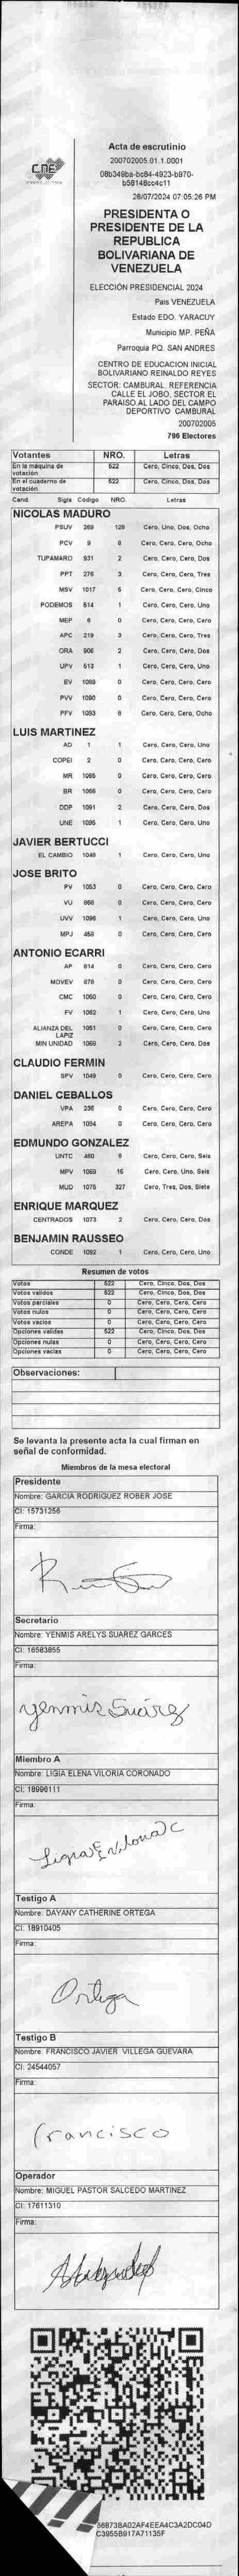 CNE
Acta de escrutinio
200702005.01.1.0001
08b349ba-bc84-4923-b970-
b58148cc4c11
28/07/2024 07:05:26 PM
PRESIDENTA O
PRESIDENTE DE LA
REPUBLICA
BOLIVARIANA DE
VENEZUELA
ELECCIÓN PRESIDENCIAL 2024
Pais VENEZUELA
Estado EDO. YARACUY
Municipio MP. PEÑA
Parroquia PQ. SAN ANDRES
CENTRO DE EDUCACION INICIAL
BOLIVARIANO REINALDO REYES
SECTOR: CAMBURAL. REFERENCIA
CALLE EL JOBO, SECTOR EL
PARAISO AL LADO DEL CAMPO
DEPORTIVO CAMBURAL
200702005
796 Electores
Votantes NRO. Letras
En la máquina de votación 522 Cero, Cinco, Dos, Dos
En el cuaderno de votación 522 Cero, Cinco, Dos, Dos
Cand. Sigla Codigo NRO. Letras
NICOLAS MADURO
PSUV 269 128 Cero, Uno, Dos, Ocho
PCV 9 8 Cero, Cero, Cero, Ocho
TUPAMARO 931 2 Cero, Cero, Cero, Dos
PPT 276 3 Cero, Cero, Cero, Tres
MSV 1017 5 Cero, Cero, Cero, Cinco
PODEMOS 514 1 Cero, Cero, Cero, Uno
MEP 6 0 Cero, Cero, Cero, Cero
APC 219 3 Cero, Cero, Cero, Tres
ORA 906 2 Cero, Cero, Cero, Dos
UPV 513 1 Cero, Cero, Cero, Uno
EV 1089 0 Cero, Cero, Cero, Cero
PVV 1090 0 Cero, Cero, Cero, Cero
PFV 1093 8 Cero, Cero, Cero, Ocho
LUIS MARTINEZ
AD 1 1 Cero, Cero, Cero, Uno
COPEI 2 0 Cero, Cero, Cero, Cero
MR 1065 0 Cero, Cero, Cero, Cero
BR 1066 0 Cero, Cero, Cero, Cero
DDP 1091 2 Cero, Cero, Cero, Dos
UNE 1095 1 Cero, Cero, Cero, Uno
JAVIER BERTUCCI
EL CAMBIO 1048 1 Cero, Cero, Cero, Uno
JOSE BRITO
PV 1053 0 Cero, Cero, Cero, Cero
VU 868 0 Cero, Cero, Cero, Cero
UVV 1096 1 Cero, Cero, Cero, Uno
MPJ 458 0 Cero, Cero, Cero, Cero
ANTONIO ECARRI
AP 814 0 Cero, Cero, Cero, Cero
MOVEV 878 0 Cero, Cero, Cero, Cero
CMC 1050 0 Cero, Cero, Cero, Cero
FV 1062 1 Cero, Cero, Cero, Uno
ALIANZA DEL LAPIZ 1051 0 Cero, Cero, Cero, Cero
MIN UNIDAD 1069 2 Cero, Cero, Cero, Dos
CLAUDIO FERMIN
SPV 1049 0 Cero, Cero, Cero, Cero
DANIEL CEBALLOS
VPA 236 0 Cero, Cero, Cero, Cero
AREPA 1094 0 Cero, Cero, Cero, Cero
EDMUNDO GONZALEZ
UNTC 460 6 Cero, Cero, Cero, Seis
MPV 1069 16 Cero, Cero, Uno, Seis
MUD 1075 327 Cero, Tres, Dos, Siete
ENRIQUE MARQUEZ
CENTRADOS 1073 2 Cero, Cero, Cero, Dos
BENJAMIN RAUSSEO
CONDE 1092 1 Cero, Cero, Cero, Uno
Resumen de votos
Votos 522 Cero, Cinco, Dos, Dos
Votos validos 522 Cero, Cinco, Dos, Dos
Votos parciales 0 Cero, Cero, Cero, Cero
Votos nulos 0 Cero, Cero, Cero, Cero
Votos vacios 0 Cero, Cero, Cero, Cero
Opciones validas 522 Cero, Cinco, Dos, Dos
Opciones nulas 0 Cero, Cero, Cero, Cero
Opciones vacias 0 Cero, Cero, Cero, Cero
Observaciones:
Se levanta la presente acta la cual firman en
señal de conformidad.
Miembros de la mesa electoral
Presidente
Nombre: GARCIA RODRIGUEZ ROBER JOSE
CI: 15731256
Firma:
Secretario
Nombre: YENMIS ARELYS SUAREZ GARCES
CI: 16583855
Firma:
yenmis Suárez
Miembro A
Nombre: LIGIA ELENA VILORIA CORONADO
CI: 18996111
Firma:
Ligia E Viloria C
Testigo A
Nombre: DAYANY CATHERINE ORTEGA
CI: 18910405
Firma:
Ortega
Testigo B
Nombre: FRANCISCO JAVIER VILLEGA GUEVARA
CI: 24544057
Firma:
Francisco
Operador
Nombre: MIGUEL PASTOR SALCEDO MARTINEZ
CI: 17611310
Firma:
C3955B917A71135F